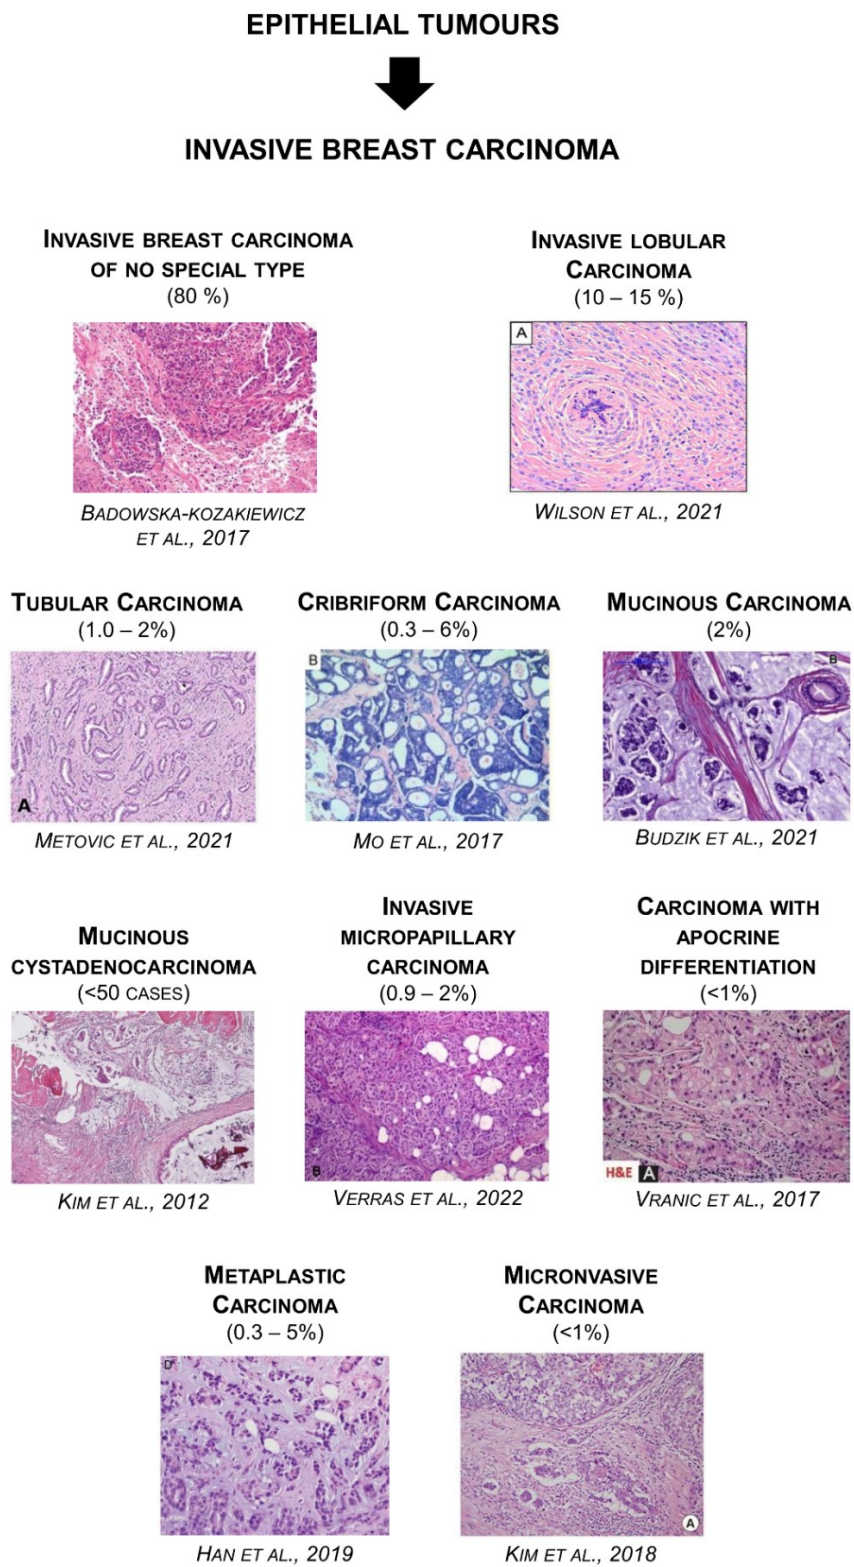 EPITHELIAL TUMOURS
INVASIVE BREAST CARCINOMA
INVASIVE BREAST CARCINOMA
OF NO SPECIAL TYPE
(80 %)
INVASIVE LOBULAR
CARCINOMA
(10 – 15 %)
A
BADOWSKA-KOZAKIEWICZ
ET AL., 2017
WILSON ET AL., 2021
TUBULAR CARCINOMA
(1.0 – 2%)
CRIBRIFORM CARCINOMA
(0.3 – 6%)
MUCINOUS CARCINOMA
(2%)
A
B
B
METOVIC ET AL., 2021
MO ET AL., 2017
BUDZIK ET AL., 2021
MUCINOUS
CYSTADENOCARCINOMA
(<50 CASES)
INVASIVE
MICROPAPILLARY
CARCINOMA
(0.9 – 2%)
CARCINOMA WITH
APOCRINE
DIFFERENTIATION
(<1%)
B
H&E A
KIM ET AL., 2012
VERRAS ET AL., 2022
VRANIC ET AL., 2017
METAPLASTIC
CARCINOMA
(0.3 – 5%)
MICRONVASIVE
CARCINOMA
(<1%)
D
A
HAN ET AL., 2019
KIM ET AL., 2018